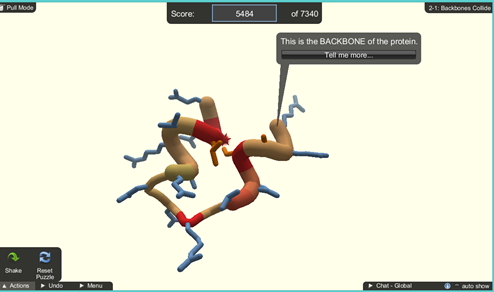 Pull Mode
Score: 5484 of 7340
2-1: Backbones Collide
This is the BACKBONE of the protein.
Tell me more...
Shake
Reset
Puzzle
Actions
Undo
Menu
Chat - Global
auto show